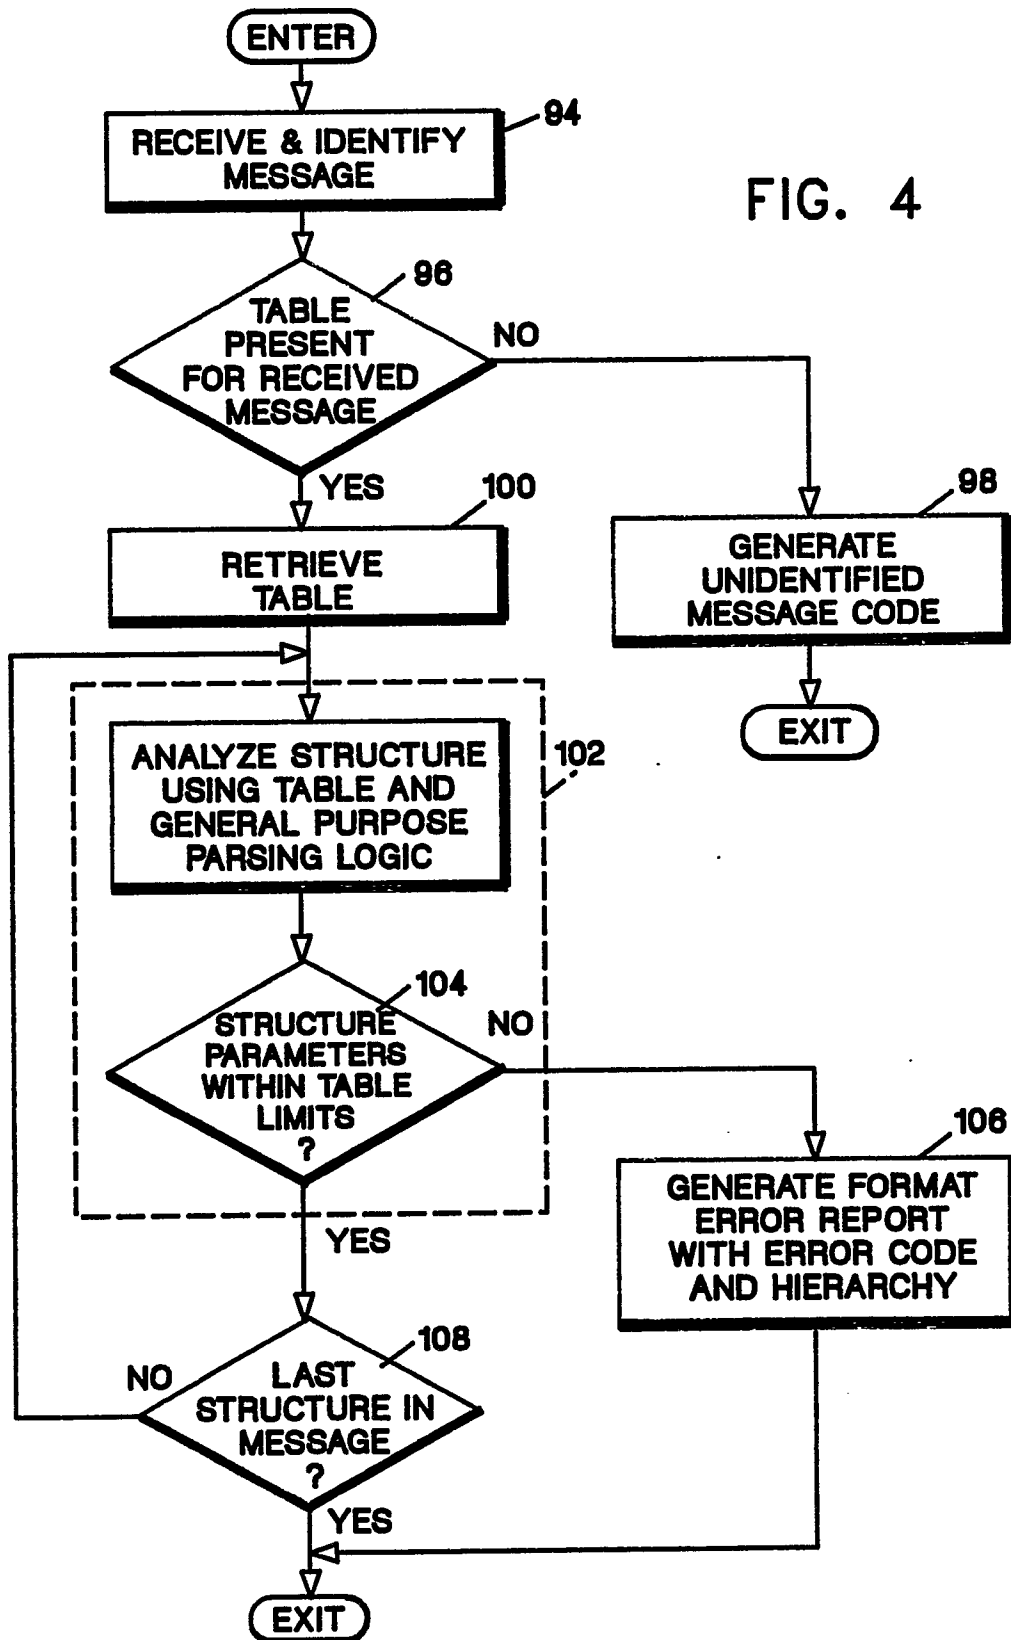 ENTER
RECEIVE & IDENTIFY
MESSAGE
94
FIG. 4
96
TABLE
PRESENT
FOR RECEIVED
MESSAGE
NO
YES
100
RETRIEVE
TABLE
98
GENERATE
UNIDENTIFIED
MESSAGE CODE
EXIT
102
ANALYZE STRUCTURE
USING TABLE AND
GENERAL PURPOSE
PARSING LOGIC
104
STRUCTURE
PARAMETERS
WITHIN TABLE
LIMITS
?
NO
YES
106
GENERATE FORMAT
ERROR REPORT
WITH ERROR CODE
AND HIERARCHY
108
LAST
STRUCTURE IN
MESSAGE
?
NO
YES
EXIT